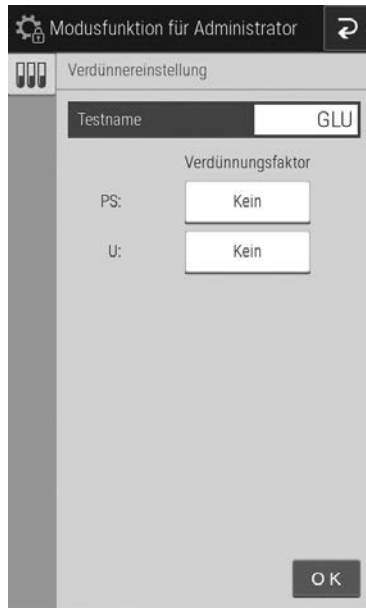 Modusfunktion für Administrator
Verdünnereinstellung
Testname GLU
Verdünnungsfaktor
PS: Kein
U: Kein
OK